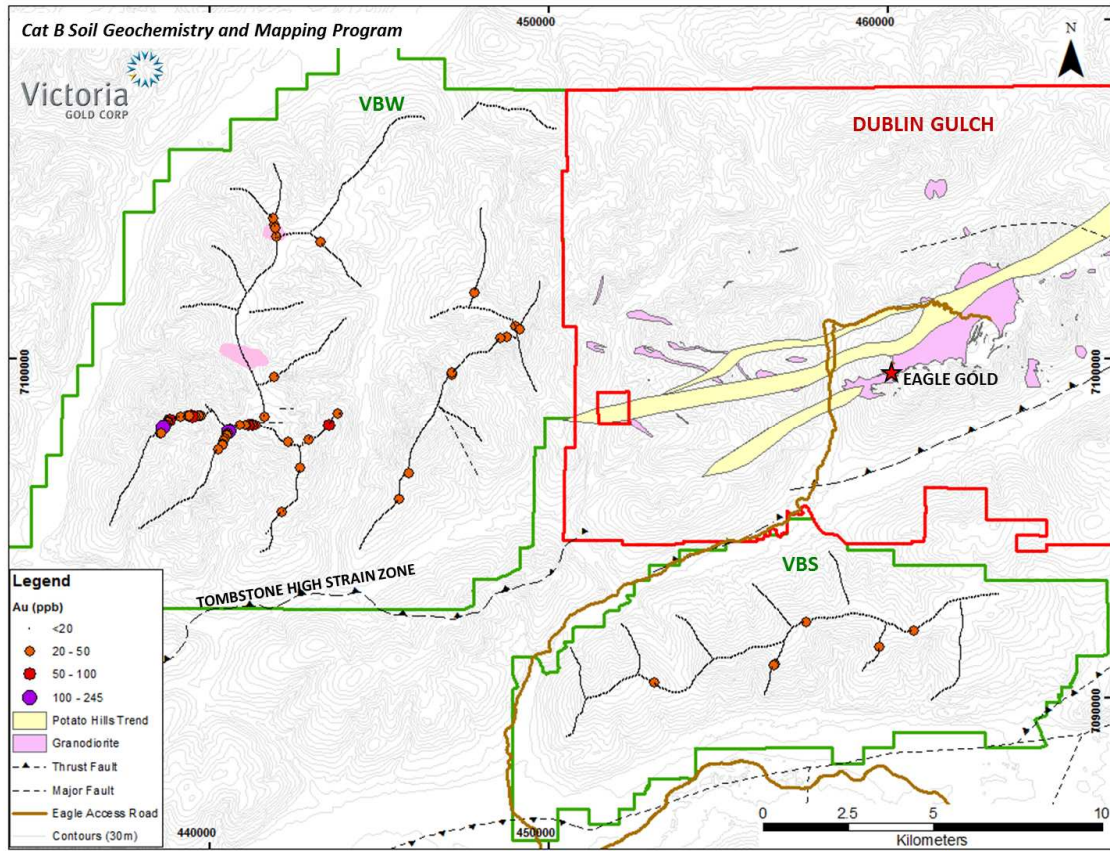 450000
460000
Cat B Soil Geochemistry and Mapping Program
Victoria
GOLD CORP
N
VBW
DUBLIN GULCH
7100000
7100000
EAGLE GOLD
VBS
TOMBSTONE HIGH STRAIN ZONE
7090000
Legend
Au (ppb)
<20
20 - 50
50 - 100
100 - 245
Potato Hills Trend
Granodiorite
Thrust Fault
Major Fault
Eagle Access Road
Contours (30m)
440000
450000
0 2.5 5 10
Kilometers